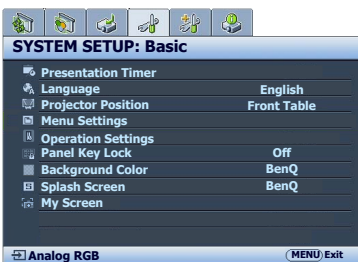 SYSTEM SETUP: Basic
Presentation Timer
Language English
Projector Position Front Table
Menu Settings
Operation Settings
Panel Key Lock Off
Background Color BenQ
Splash Screen BenQ
My Screen
Analog RGB MENU Exit